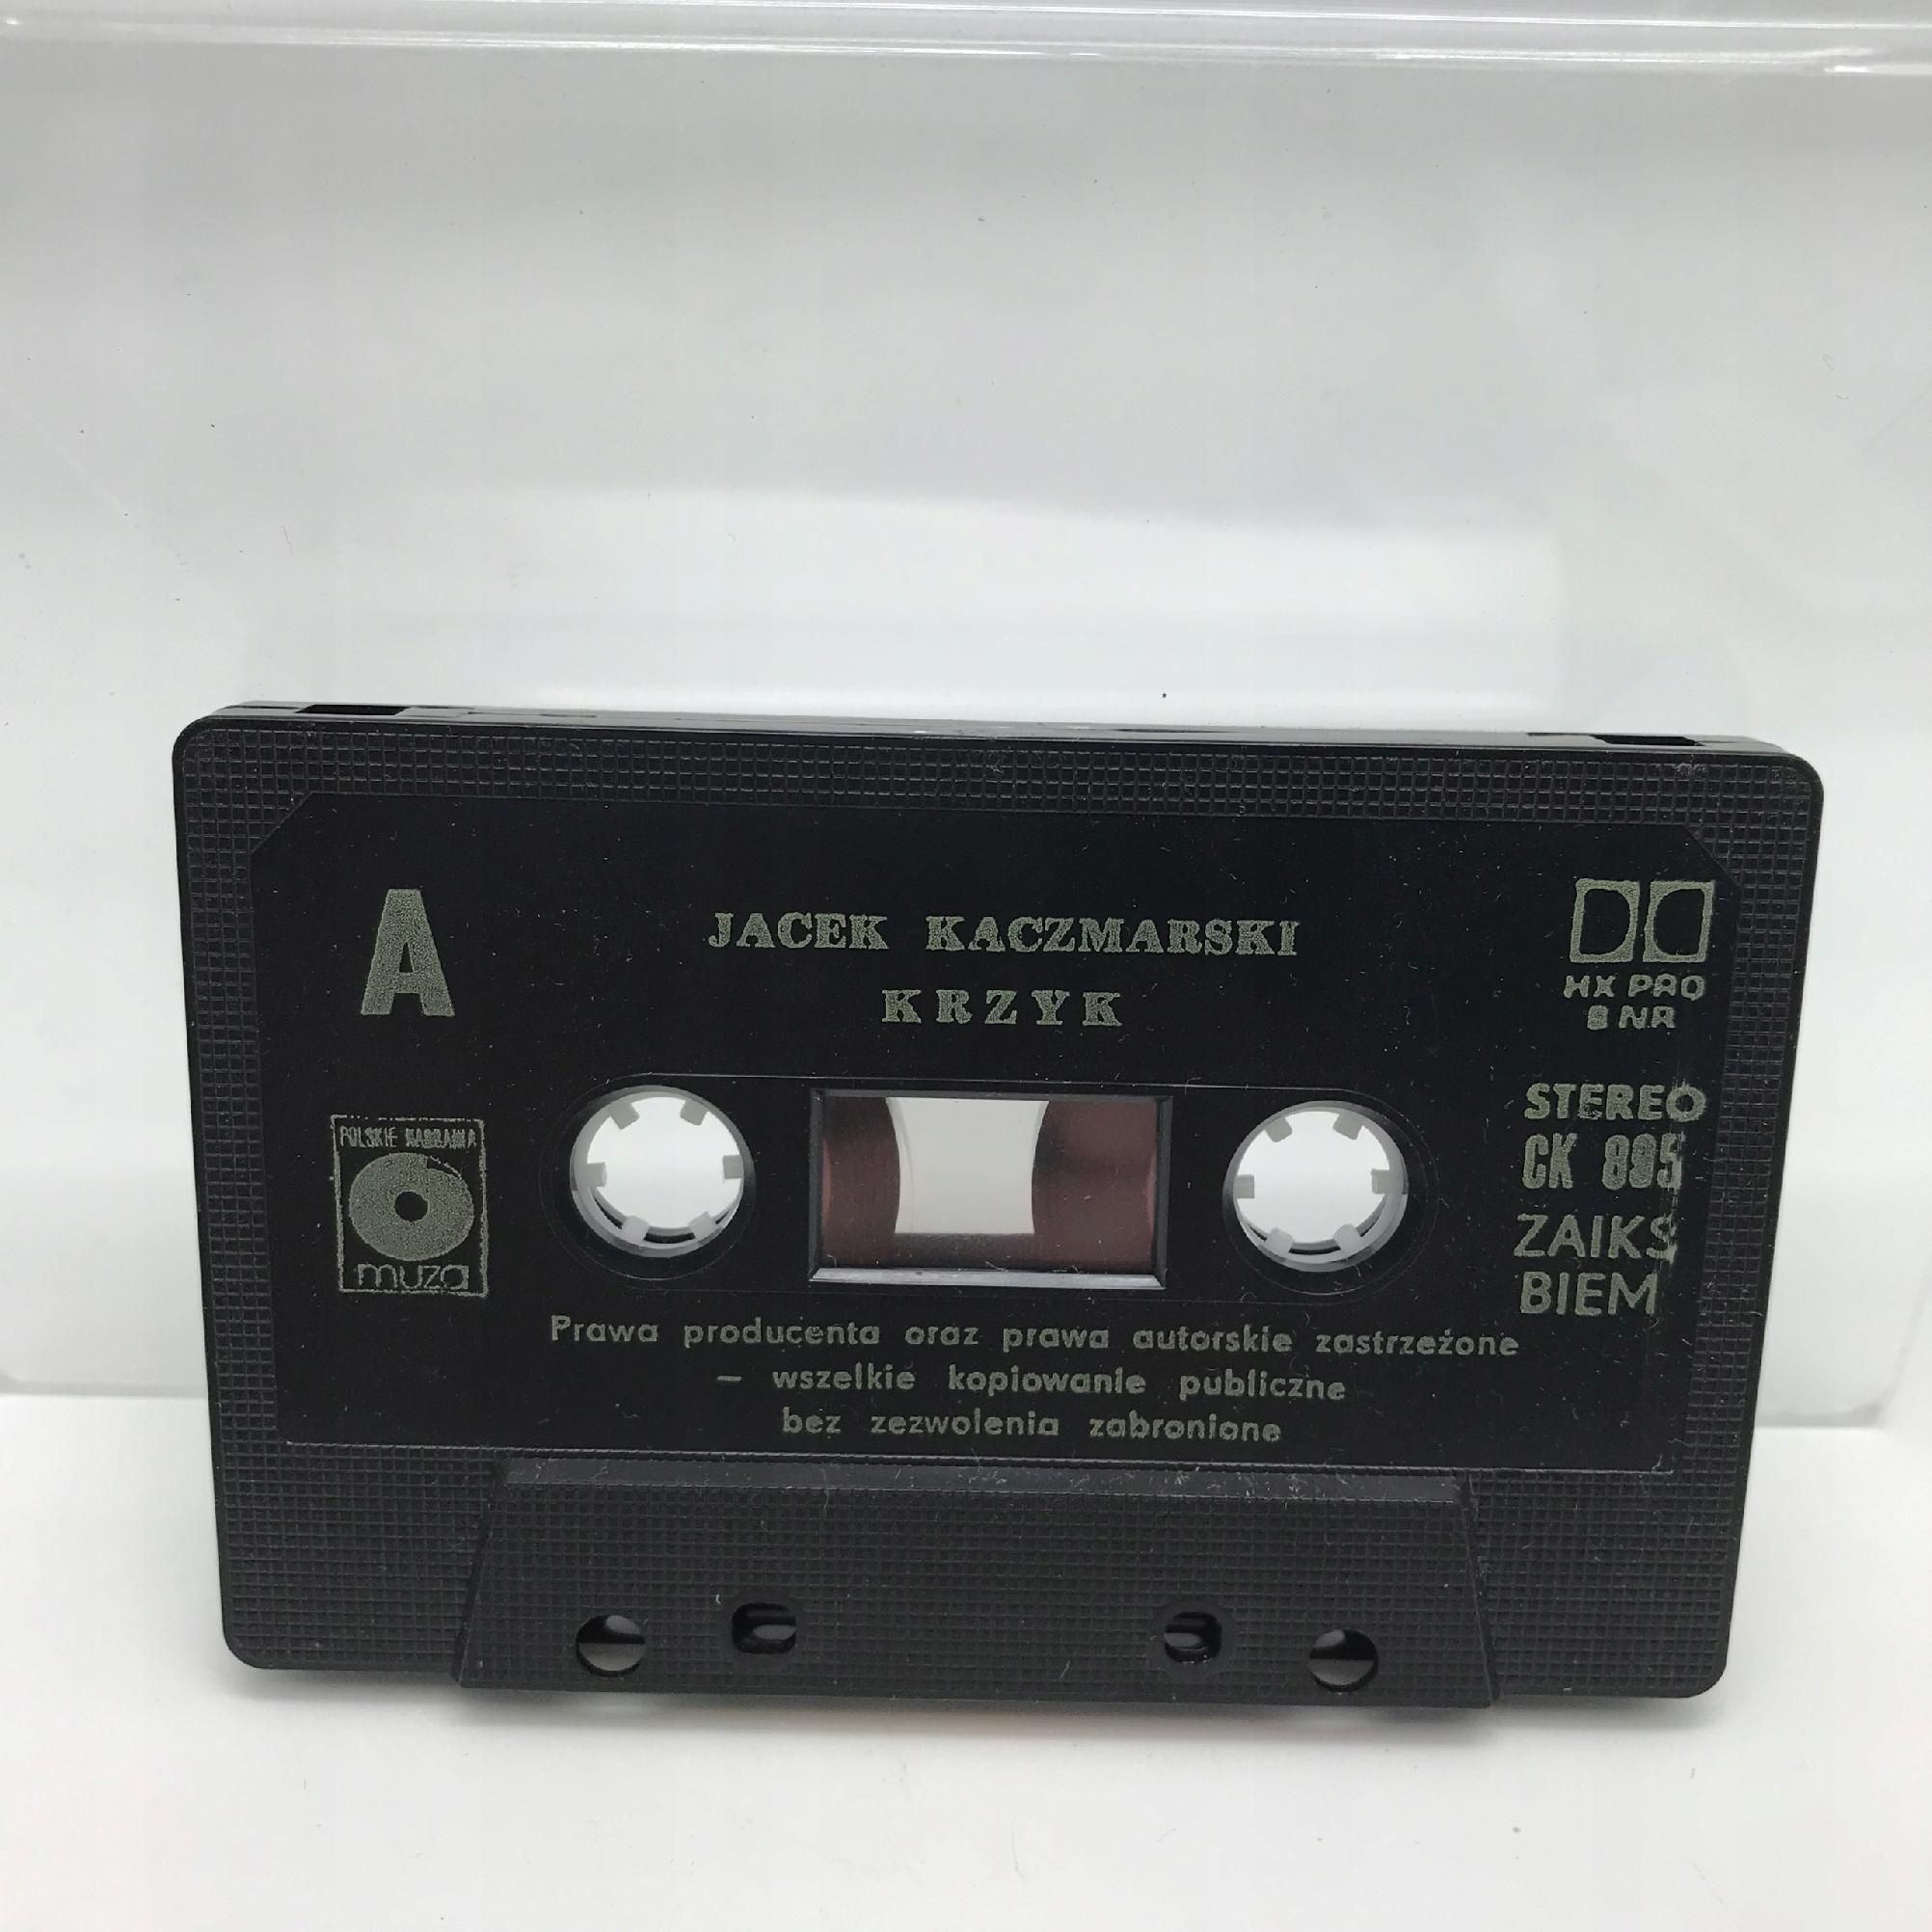 A
JACEK KACZMARSKI
KRZYK
HX PRO
B NR
STEREO
CK 895
ZAIKS
BIEM
POLSKIE NAGRANIA
muza
Prawa producenta oraz prawa autorskie zastrzeżone
– wszelkie kopiowanie publiczne
bez zezwolenia zabronione